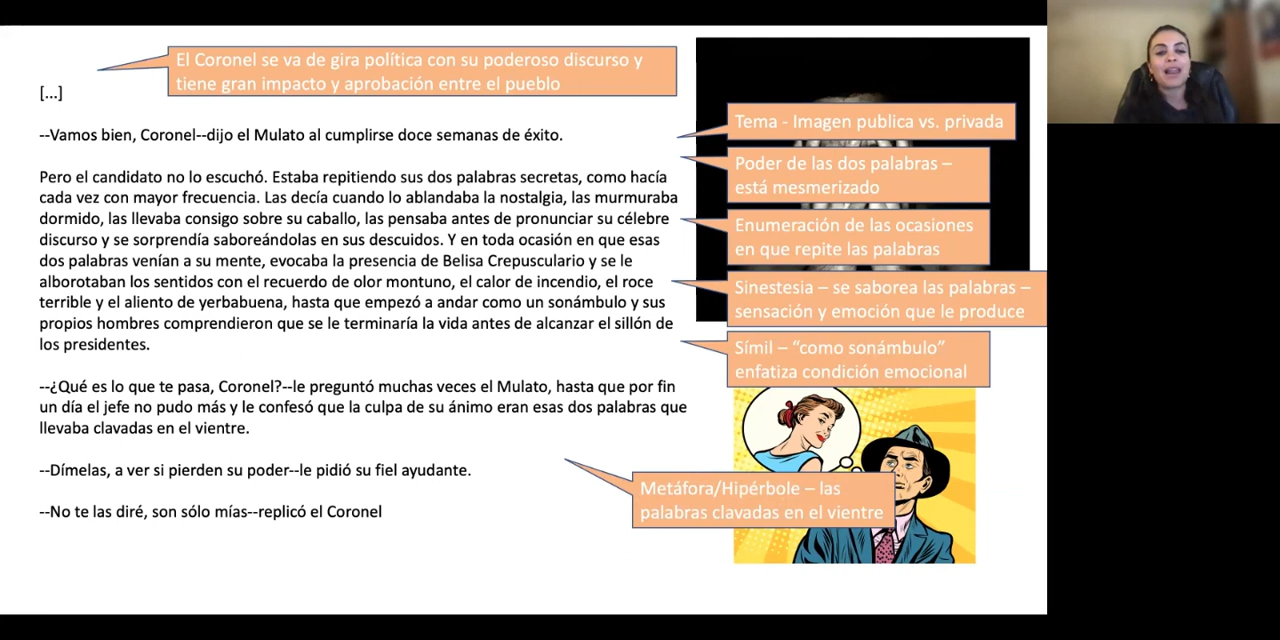 El Coronel se va de gira política con su poderoso discurso y
tiene gran impacto y aprobación entre el pueblo
[...]
--Vamos bien, Coronel--dijo el Mulato al cumplirse doce semanas de éxito.
Pero el candidato no lo escuchó. Estaba repitiendo sus dos palabras secretas, como hacía
cada vez con mayor frecuencia. Las decía cuando lo ablandaba la nostalgia, las murmuraba
dormido, las llevaba consigo sobre su caballo, las pensaba antes de pronunciar su célebre
discurso y se sorprendía saboreándolas en sus descuidos. Y en toda ocasión en que esas
dos palabras venían a su mente, evocaba la presencia de Belisa Crepusculario y se le
alborotaban los sentidos con el recuerdo de olor montuno, el calor de incendio, el roce
terrible y el aliento de yerbabuena, hasta que empezó a andar como un sonámbulo y sus
propios hombres comprendieron que se le terminaría la vida antes de alcanzar el sillón de
los presidentes.
--¿Qué es lo que te pasa, Coronel?--le preguntó muchas veces el Mulato, hasta que por fin
un día el jefe no pudo más y le confesó que la culpa de su ánimo eran esas dos palabras que
llevaba clavadas en el vientre.
--Dímelas, a ver si pierden su poder--le pidió su fiel ayudante.
--No te las diré, son sólo mías--replicó el Coronel
Tema - Imagen publica vs. privada
Poder de las dos palabras –
está mesmerizado
Enumeración de las ocasiones
en que repite las palabras
Sinestesia – se saborea las palabras –
sensación y emoción que le produce
Símil – “como sonámbulo”
enfatiza condición emocional
Metáfora/Hipérbole – las
palabras clavadas en el vientre